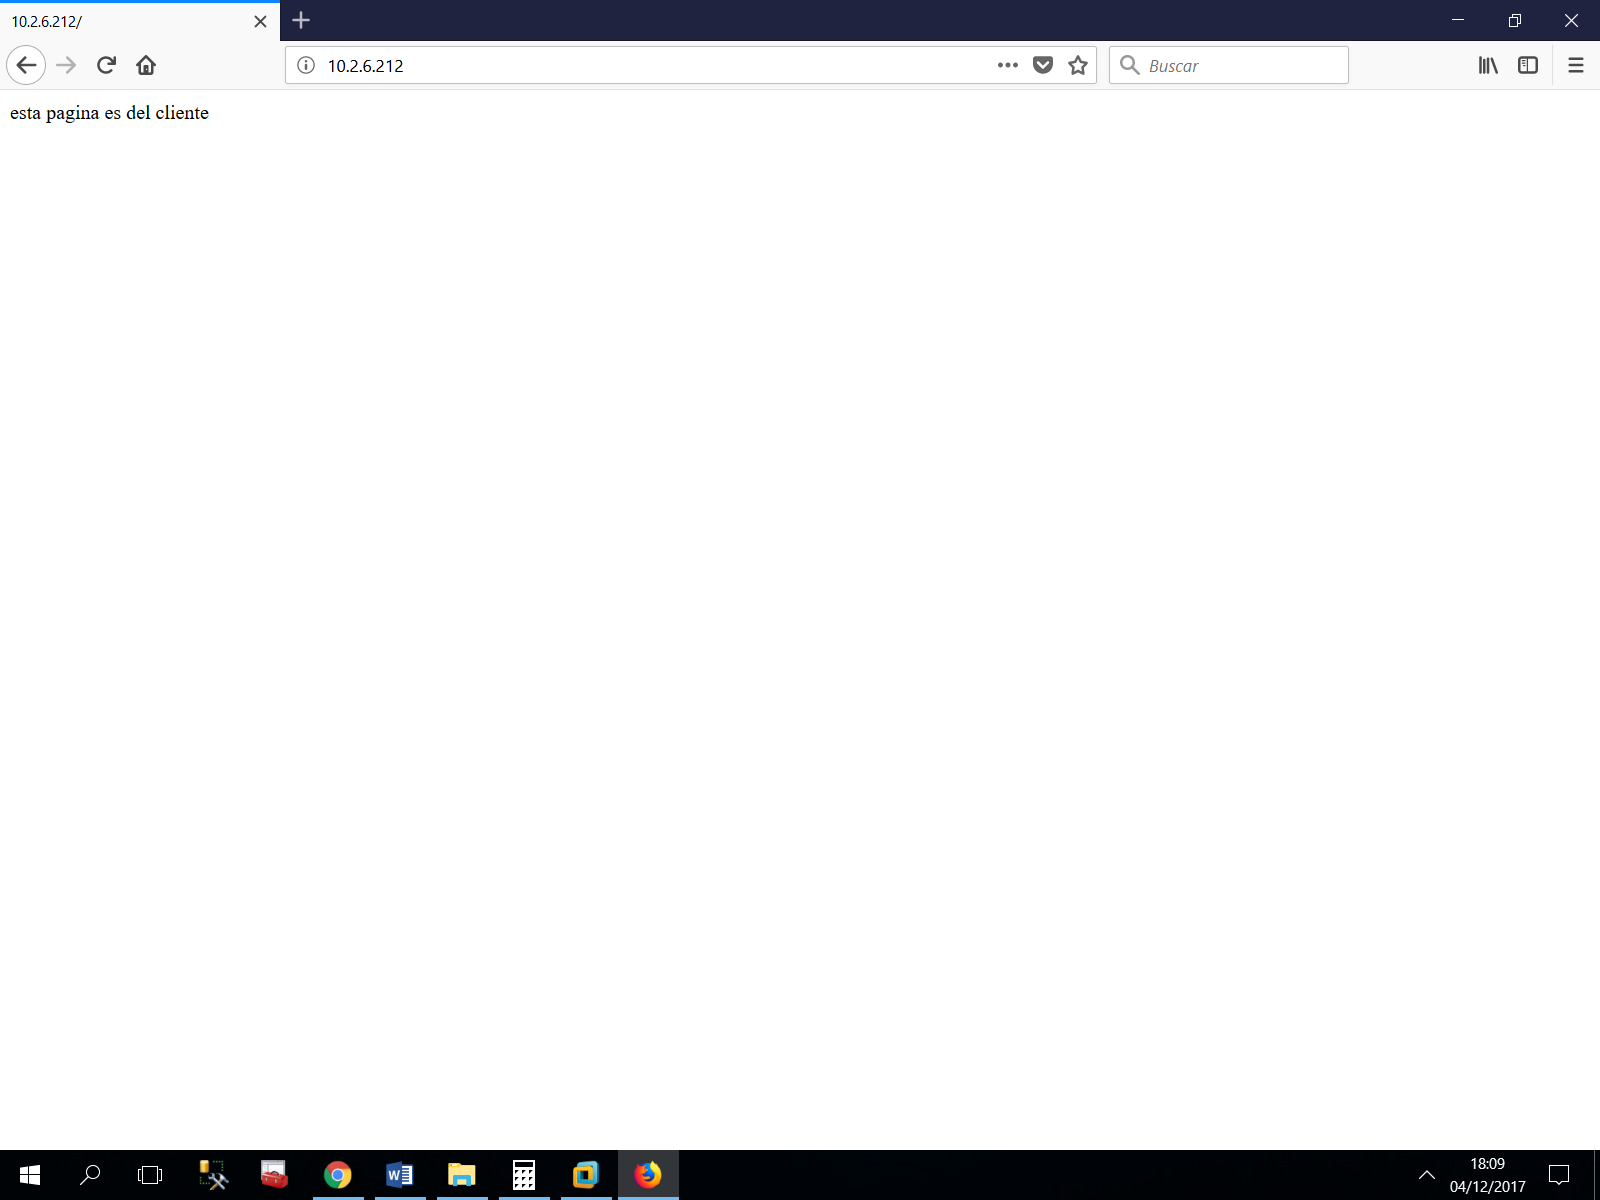 10.2.6.212/
10.2.6.212
Buscar
esta pagina es del cliente
18:09
04/12/2017